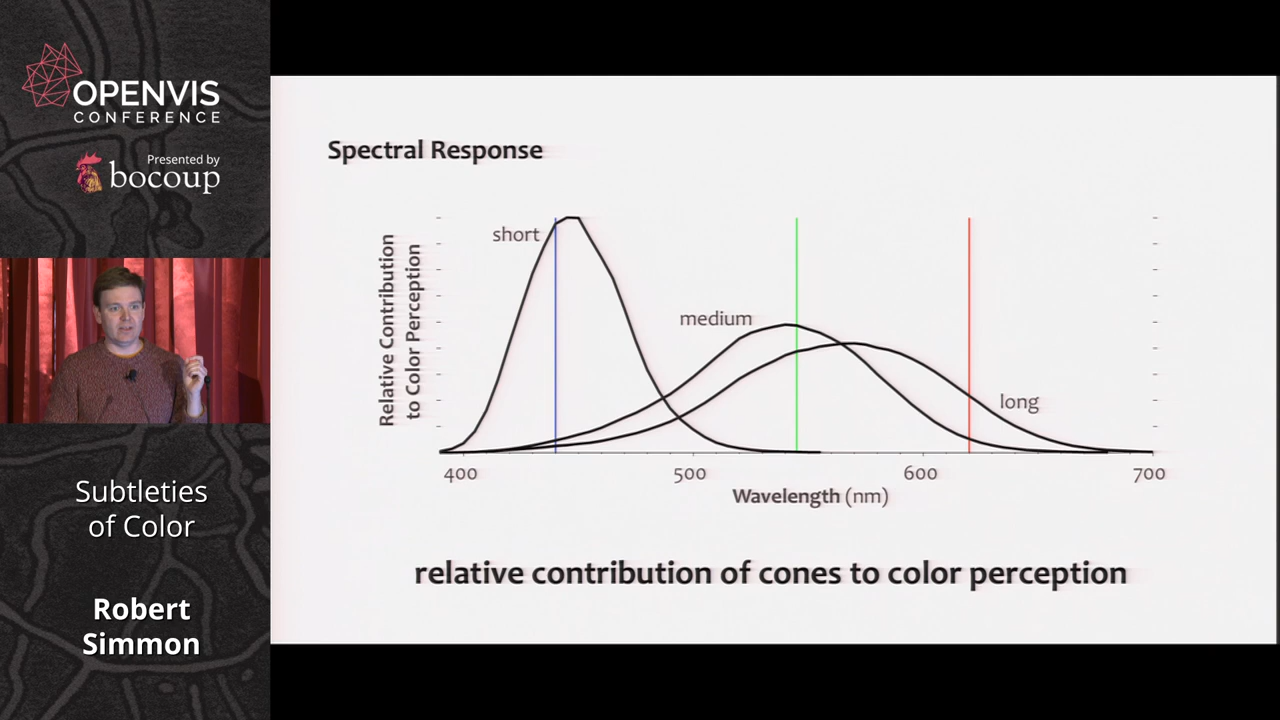 OPENVIS
CONFERENCE
Presented by
bocoup
Subtleties
of Color
Robert
Simmon
Spectral Response
Relative Contribution
to Color Perception
short
medium
long
400
500
600
700
Wavelength (nm)
relative contribution of cones to color perception